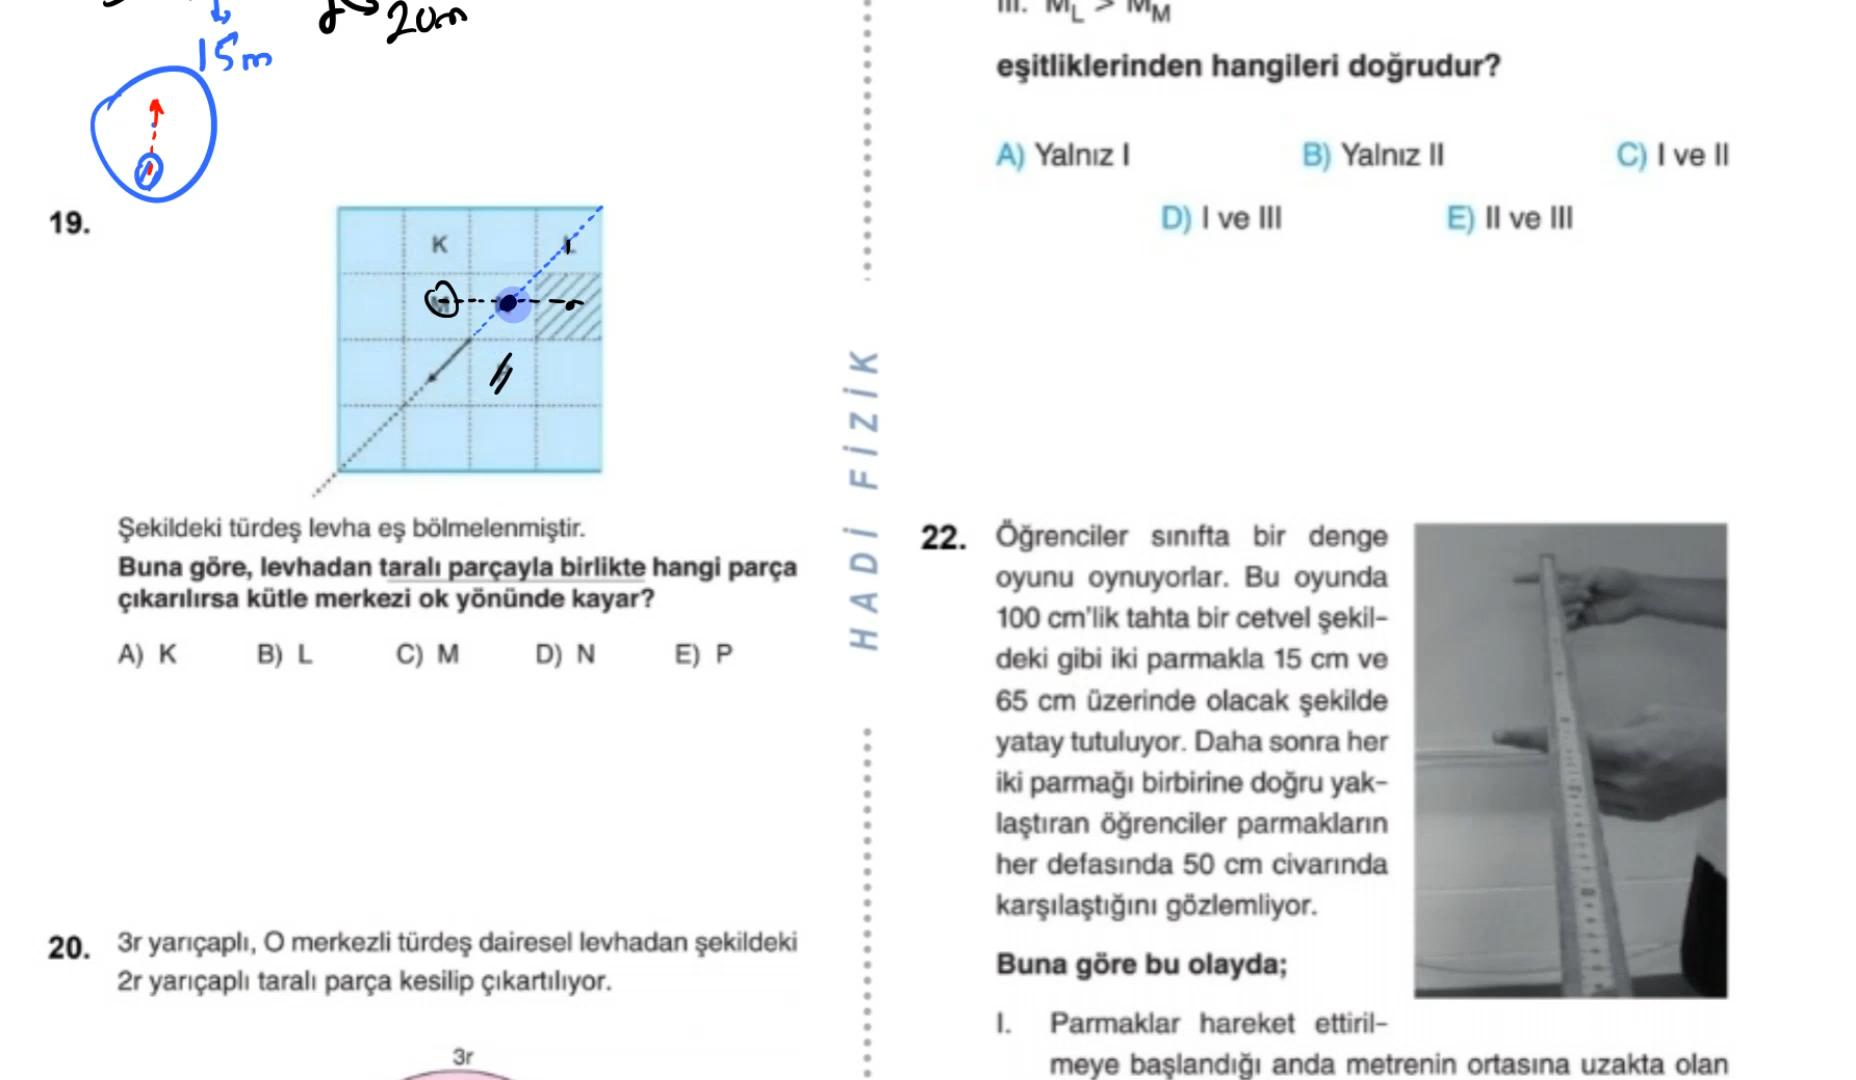 20m
15m
19.
K
L
Şekildeki türdeş levha eş bölmelenmiştir.
Buna göre, levhadan taralı parçayla birlikte hangi parça
çıkarılırsa kütle merkezi ok yönünde kayar?
A) K B) L C) M D) N E) P
20. 3r yarıçaplı, O merkezli türdeş dairesel levhadan şekildeki
2r yarıçaplı taralı parça kesilip çıkartılıyor.
3r
HADİ FİZİK
III. M_L > M_M
eşitliklerinden hangileri doğrudur?
A) Yalnız I B) Yalnız II C) I ve II
D) I ve III E) II ve III
22. Öğrenciler sınıfta bir denge
oyunu oynuyorlar. Bu oyunda
100 cm'lik tahta bir cetvel şekil-
deki gibi iki parmakla 15 cm ve
65 cm üzerinde olacak şekilde
yatay tutuluyor. Daha sonra her
iki parmağı birbirine doğru yak-
laştıran öğrenciler parmakların
her defasında 50 cm civarında
karşılaştığını gözlemliyor.
Buna göre bu olayda;
I. Parmaklar hareket ettiril-
meye başlandığı anda metrenin ortasına uzakta olan